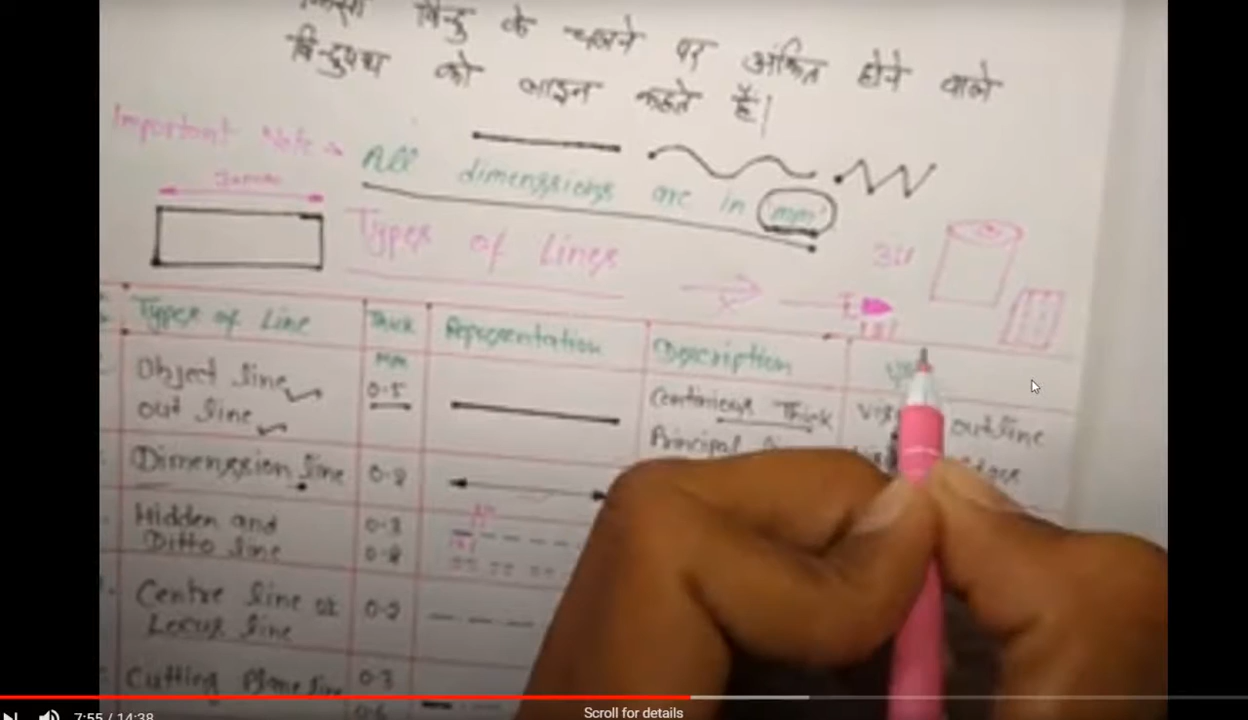 बिन्दु के चलने पर अंकित होने वाले
बिन्दुपथ को लाइन कहते हैं|
Important Note
All dimenssions are in 'mm'
Types of Lines
Types of Line Thick mm Representation Description
Object line 0.5 Continious Thick outline
out line Principal
Dimenssion line 0.2
Hidden and 0.3
Ditto line 0.2
Centre line or 0.2
Locus line
Cutting Plane line 0.3
7:55 / 14:38
Scroll for details